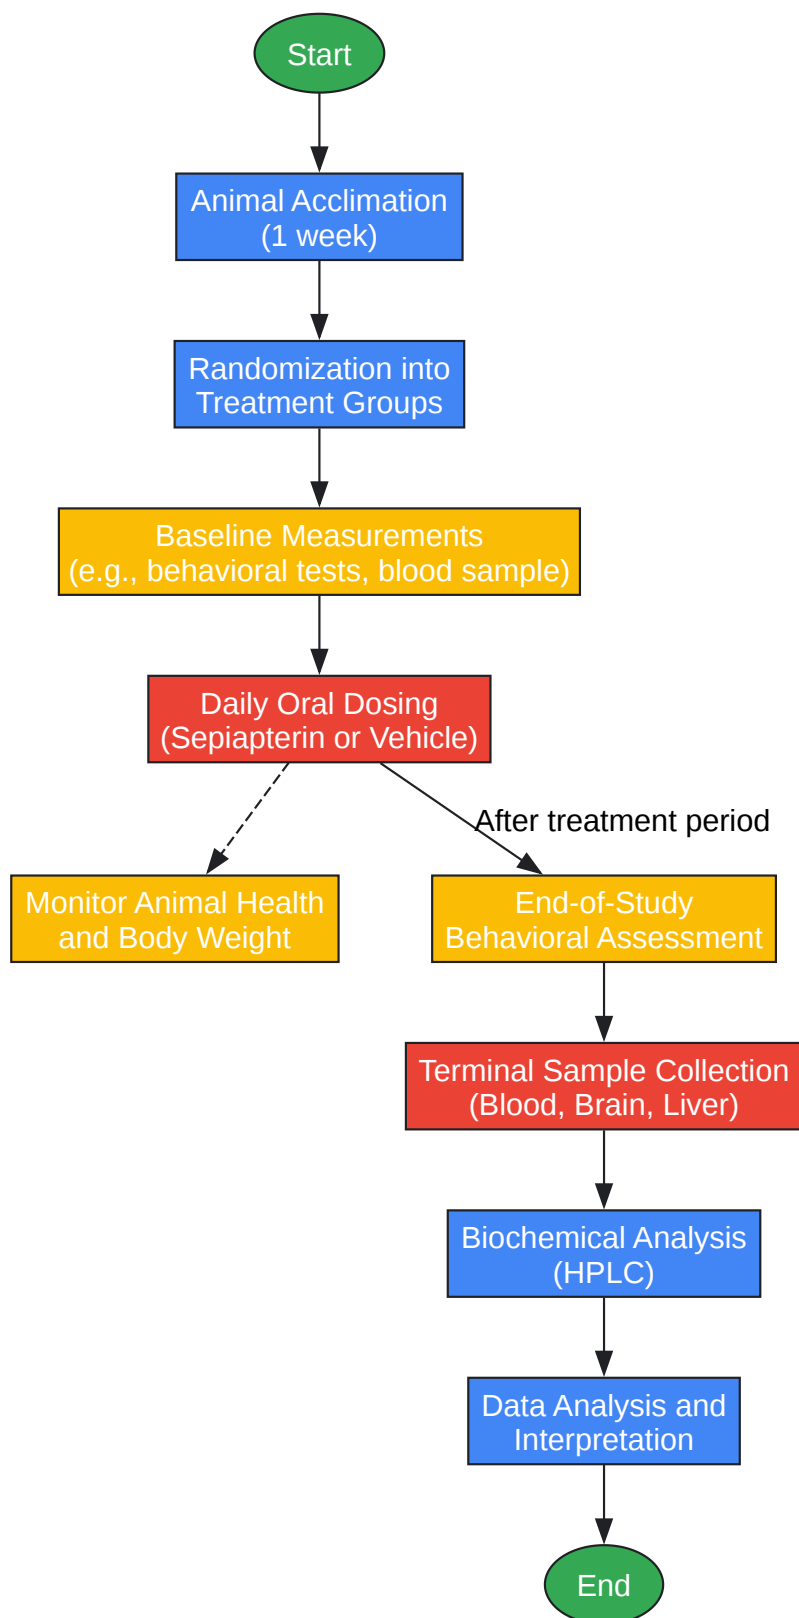 Start
Animal Acclimation
(1 week)
Randomization into
Treatment Groups
Baseline Measurements
(e.g., behavioral tests, blood sample)
Daily Oral Dosing
(Sepiapterin or Vehicle)
After treatment period
Monitor Animal Health
and Body Weight
End-of-Study
Behavioral Assessment
Terminal Sample Collection
(Blood, Brain, Liver)
Biochemical Analysis
(HPLC)
Data Analysis and
Interpretation
End